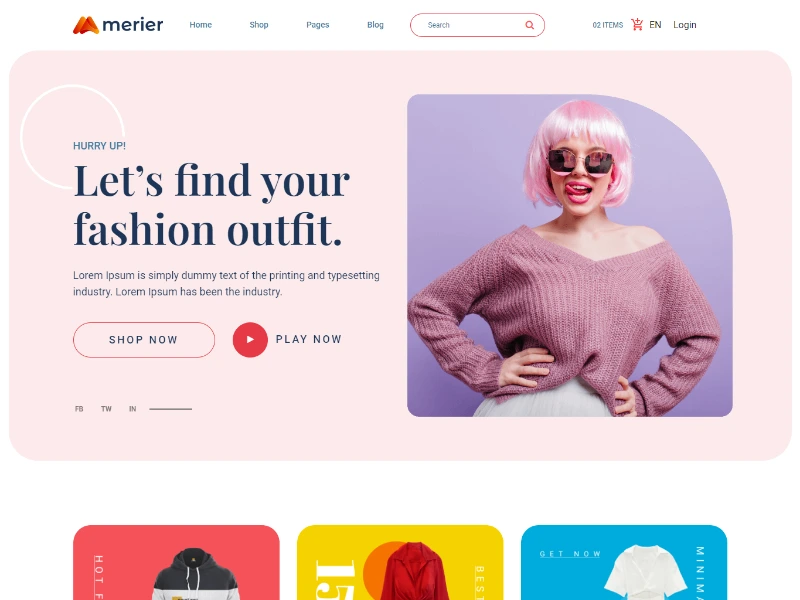 merier
Home
Shop
Pages
Blog
Search
02 ITEMS
EN
Login
HURRY UP!
Let's find your
fashion outfit.
Lorem Ipsum is simply dummy text of the printing and typesetting
industry. Lorem Ipsum has been the industry.
SHOP NOW
PLAY NOW
FB
TW
IN
HOT
15
BEST
GET NOW
MINIMA